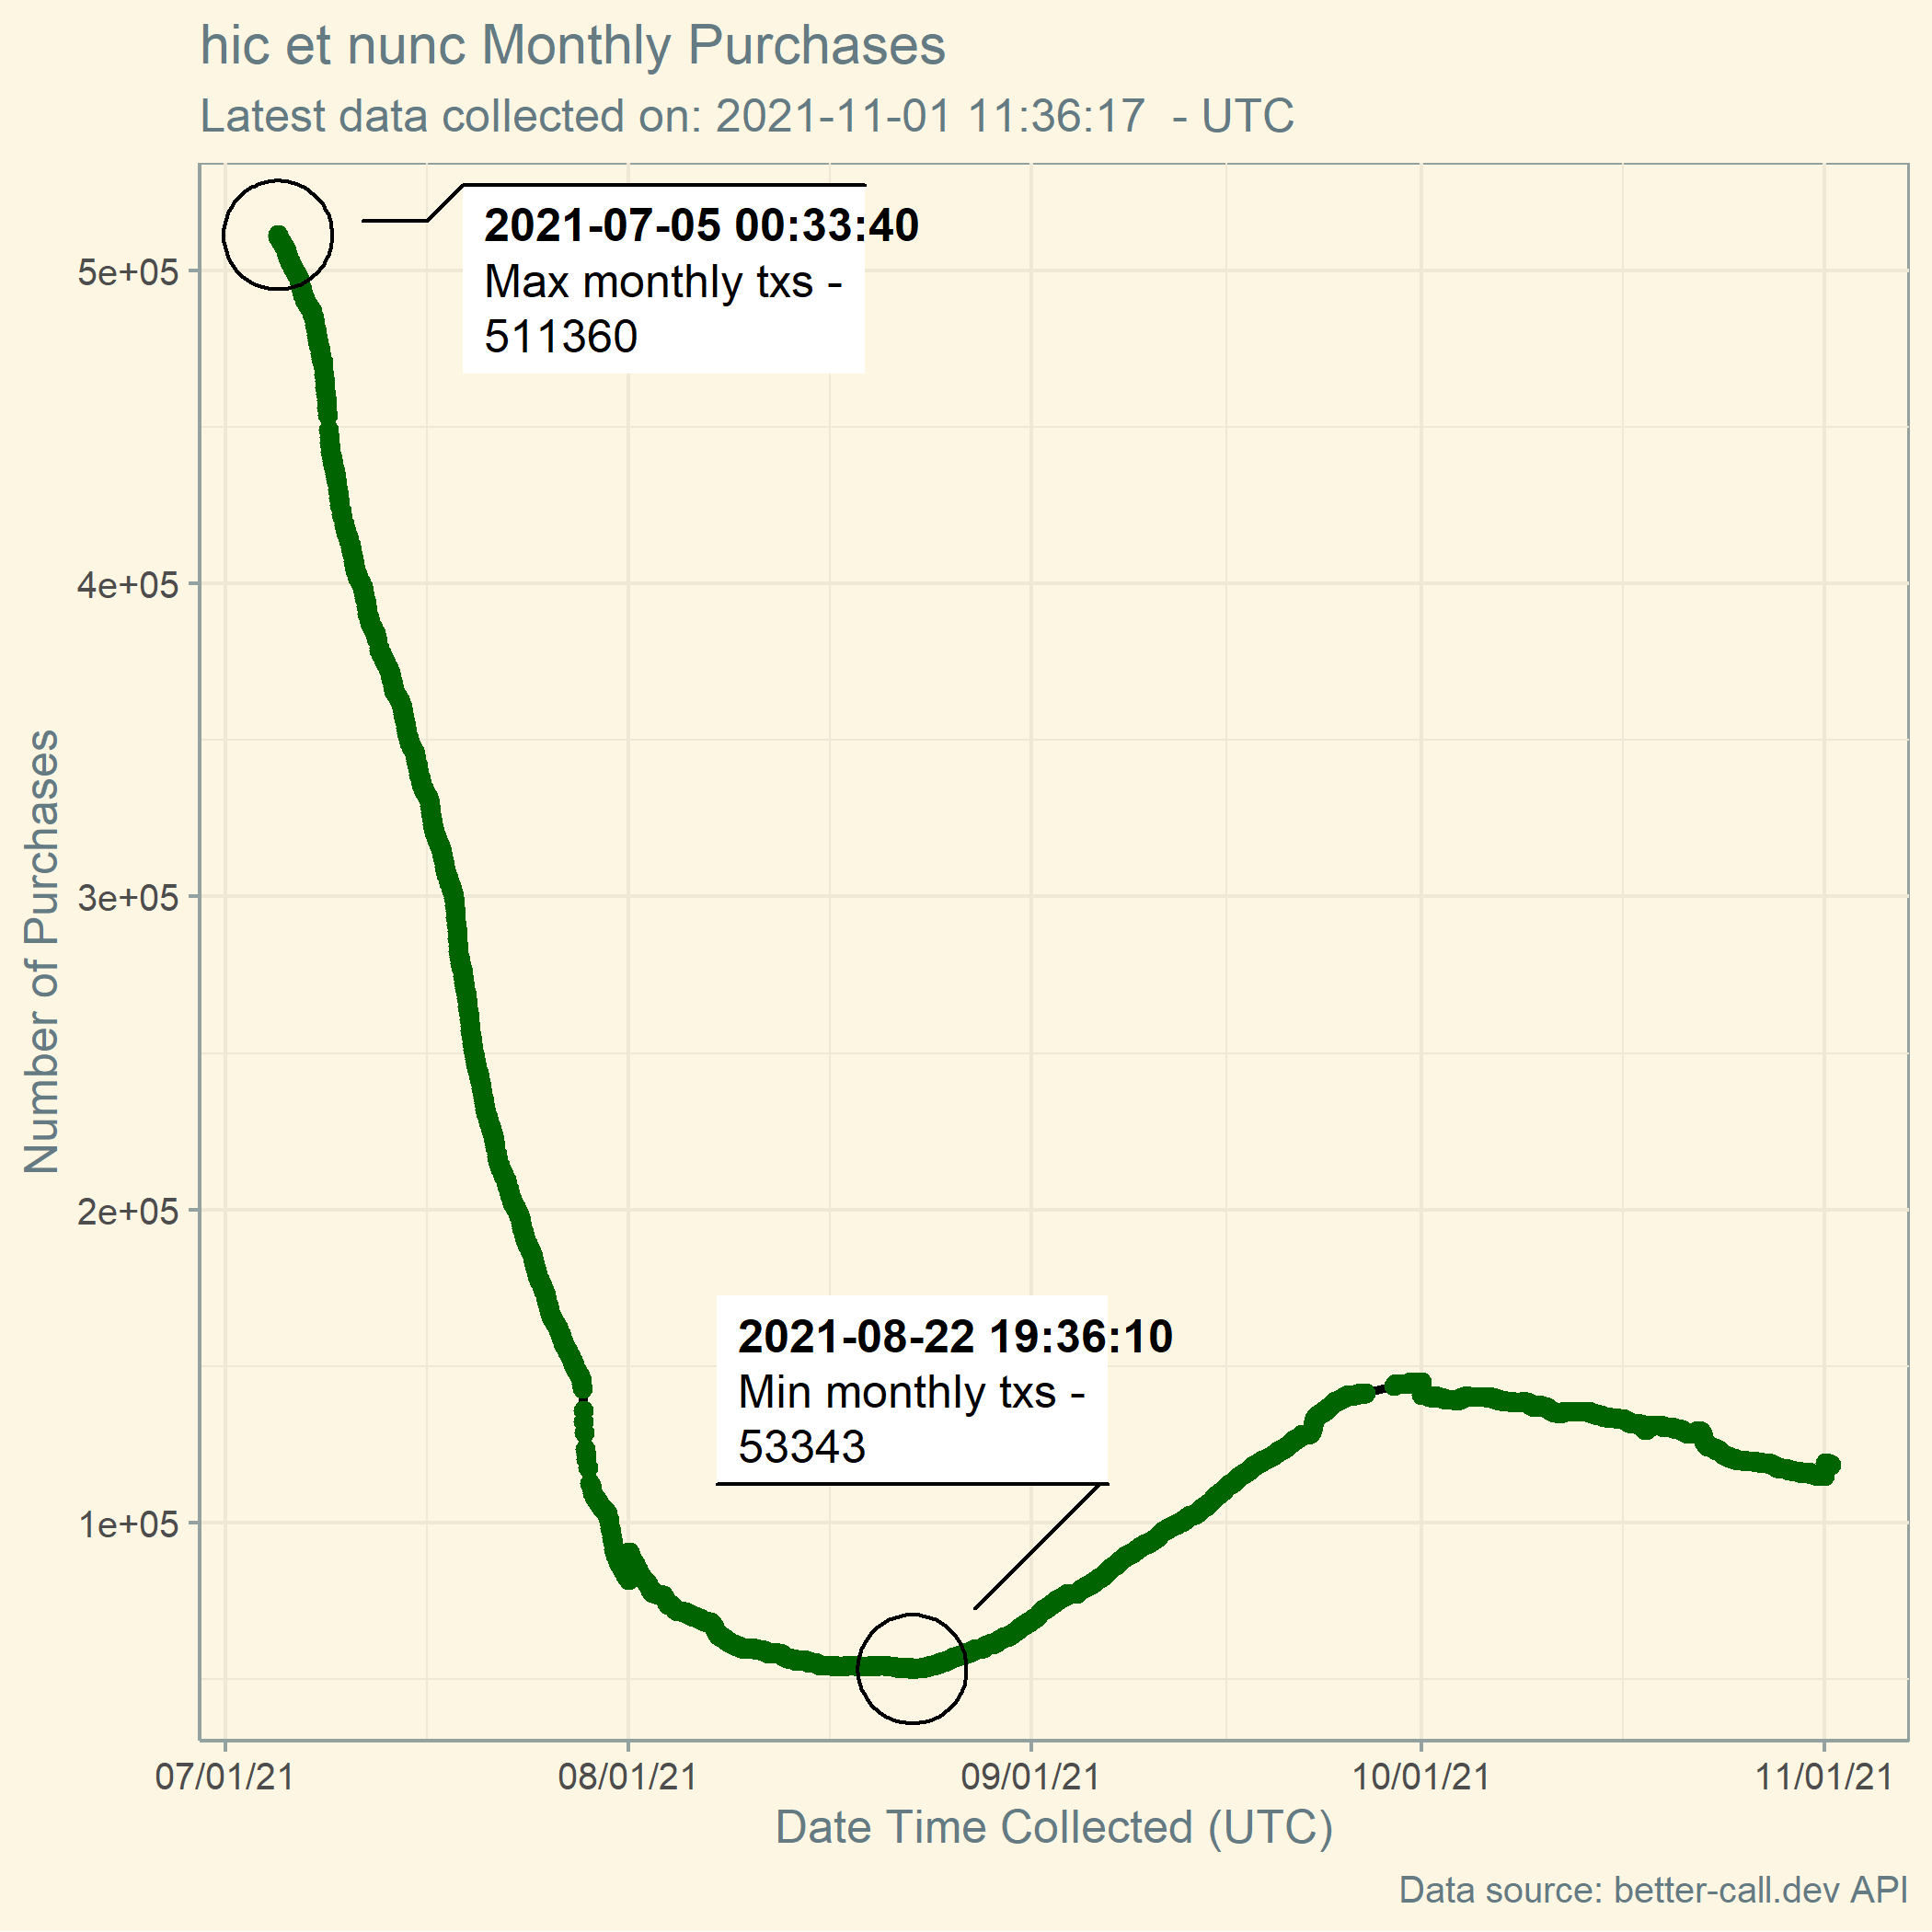 hic et nunc Monthly Purchases
Latest data collected on: 2021-11-01 11:36:17  - UTC
2021-07-05 00:33:40
Max monthly txs -
511360
5e+05
4e+05
3e+05
2e+05
1e+05
Number of Purchases
2021-08-22 19:36:10
Min monthly txs -
53343
07/01/21
08/01/21
09/01/21
10/01/21
11/01/21
Date Time Collected (UTC)
Data source: better-call.dev API